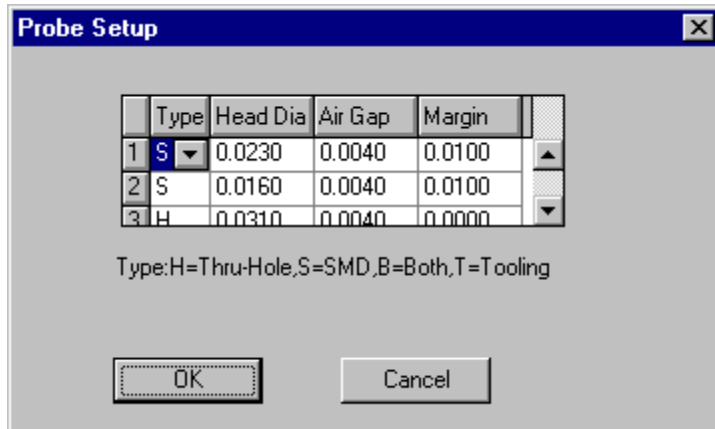 Probe Setup
Type Head Dia Air Gap Margin
1 S 0.0230 0.0040 0.0100
2 S 0.0160 0.0040 0.0100
3 H 0.0310 0.0040 0.0000
Type:H=Thru-Hole,S=SMD,B=Both,T=Tooling
OK Cancel